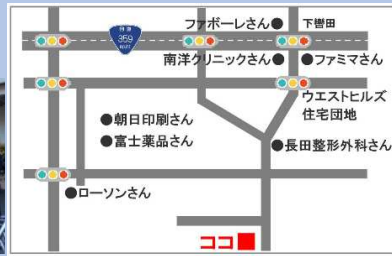 ファボーレさん●
下轡田
国道
359
ROUTE
南洋クリニックさん●
●ファミマさん
ウエストヒルズ
住宅団地
●朝日印刷さん
●富士薬品さん
●長田整形外科さん
●ローソンさん
ココ